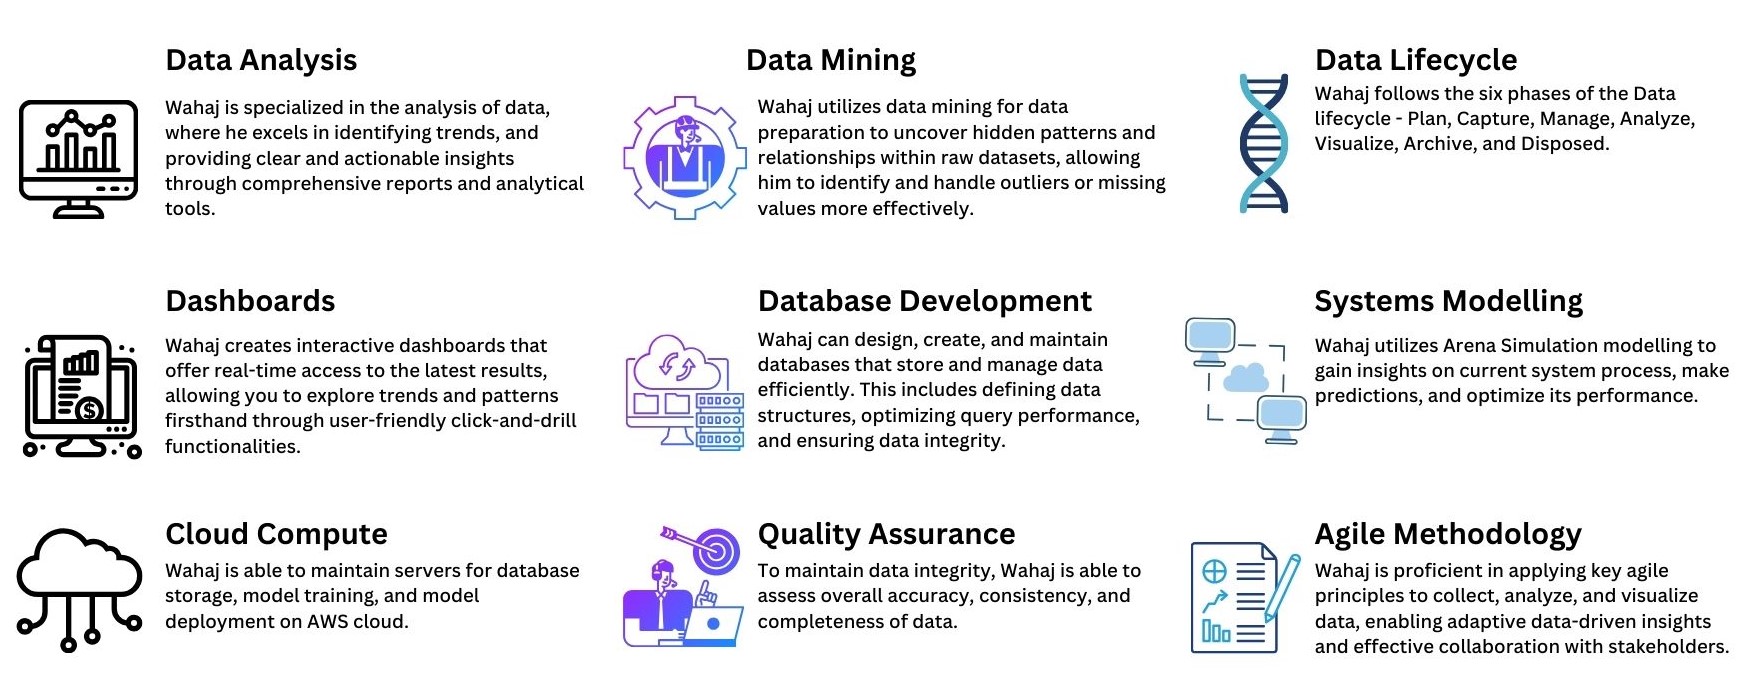 Data Analysis
Wahaj is specialized in the analysis of data,
where he excels in identifying trends, and
providing clear and actionable insights
through comprehensive reports and analytical
tools.
Data Mining
Wahaj utilizes data mining for data
preparation to uncover hidden patterns and
relationships within raw datasets, allowing
him to identify and handle outliers or missing
values more effectively.
Data Lifecycle
Wahaj follows the six phases of the Data
lifecycle - Plan, Capture, Manage, Analyze,
Visualize, Archive, and Disposed.
Dashboards
Wahaj creates interactive dashboards that
offer real-time access to the latest results,
allowing you to explore trends and patterns
firsthand through user-friendly click-and-drill
functionalities.
Database Development
Wahaj can design, create, and maintain
databases that store and manage data
efficiently. This includes defining data
structures, optimizing query performance,
and ensuring data integrity.
Systems Modelling
Wahaj utilizes Arena Simulation modelling to
gain insights on current system process, make
predictions, and optimize its performance.
Cloud Compute
Wahaj is able to maintain servers for database
storage, model training, and model
deployment on AWS cloud.
Quality Assurance
To maintain data integrity, Wahaj is able to
assess overall accuracy, consistency, and
completeness of data.
Agile Methodology
Wahaj is proficient in applying key agile
principles to collect, analyze, and visualize
data, enabling adaptive data-driven insights
and effective collaboration with stakeholders.